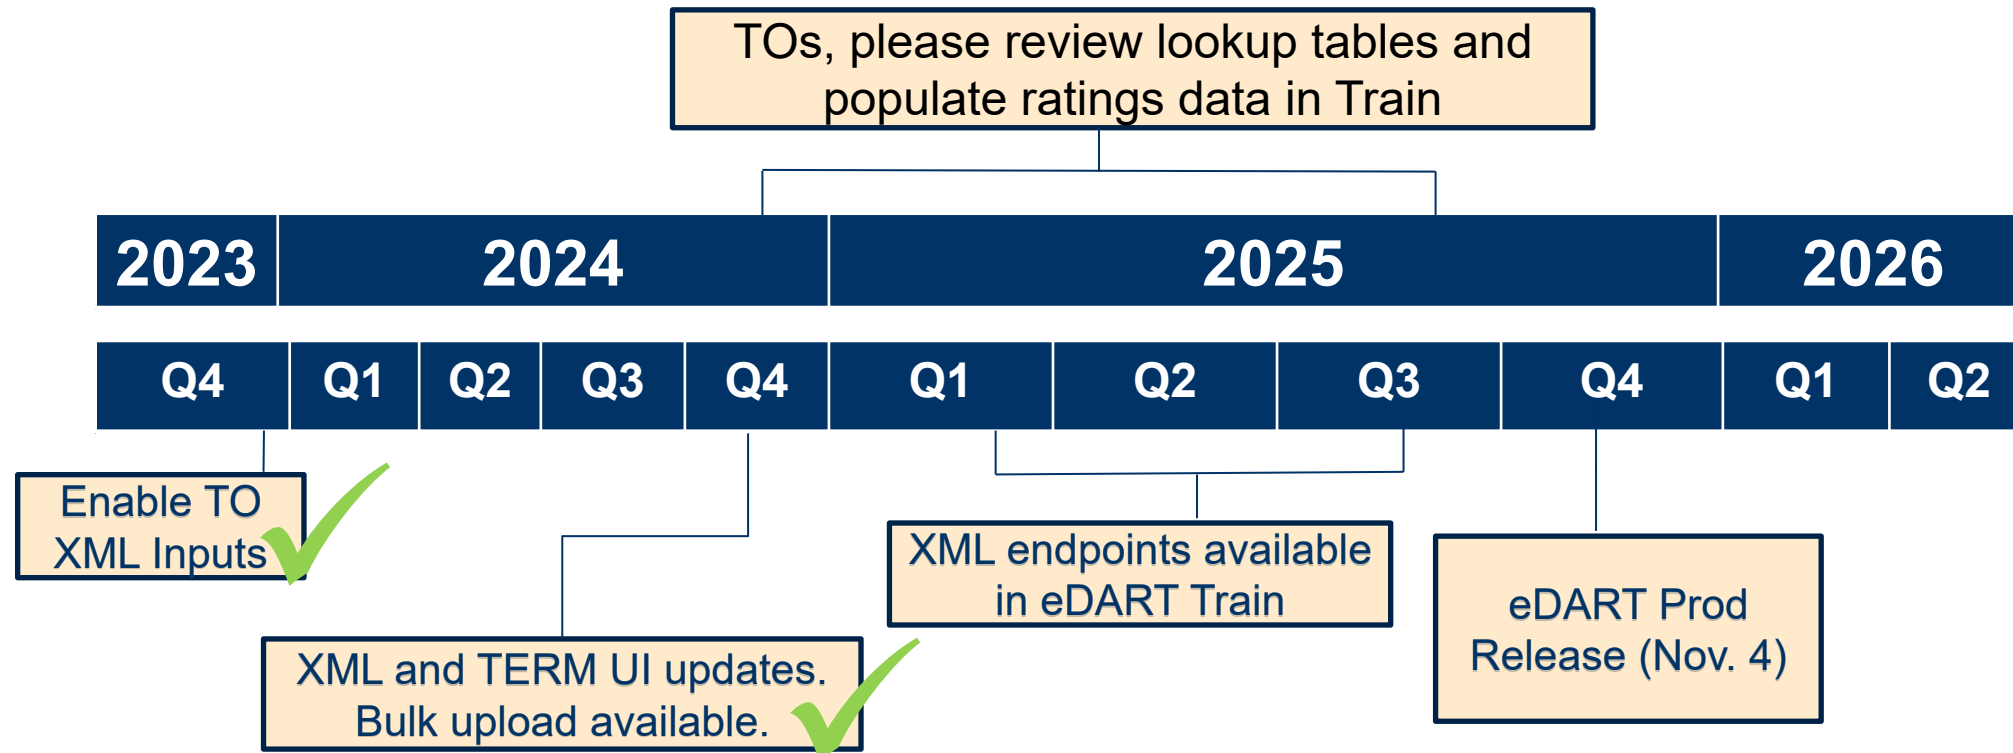 TOs, please review lookup tables and
populate ratings data in Train
2023 2024 2025 2026
Q4 Q1 Q2 Q3 Q4 Q1 Q2 Q3 Q4 Q1 Q2
Enable TO
XML Inputs
XML and TERM UI updates.
Bulk upload available.
XML endpoints available
in eDART Train
eDART Prod
Release (Nov. 4)